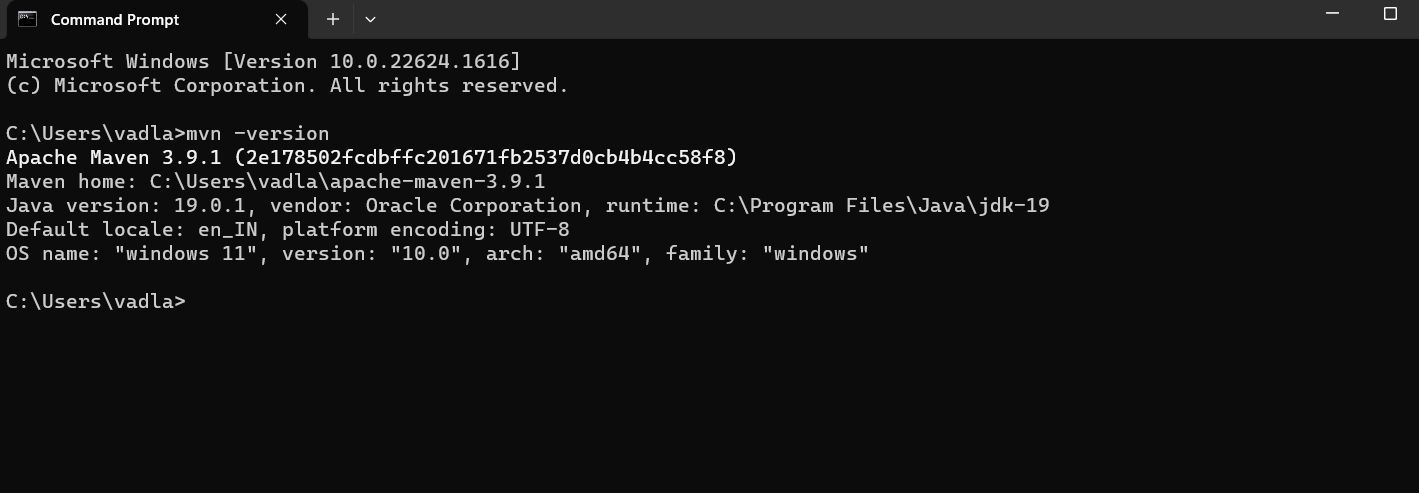 Command Prompt
Microsoft Windows [Version 10.0.22624.1616]
(c) Microsoft Corporation. All rights reserved.
C:\Users\vadla>mvn -version
Apache Maven 3.9.1 (2e178502fcdbffc201671fb2537d0cb4b4cc58f8)
Maven home: C:\Users\vadla\apache-maven-3.9.1
Java version: 19.0.1, vendor: Oracle Corporation, runtime: C:\Program Files\Java\jdk-19
Default locale: en_IN, platform encoding: UTF-8
OS name: "windows 11", version: "10.0", arch: "amd64", family: "windows"
C:\Users\vadla>